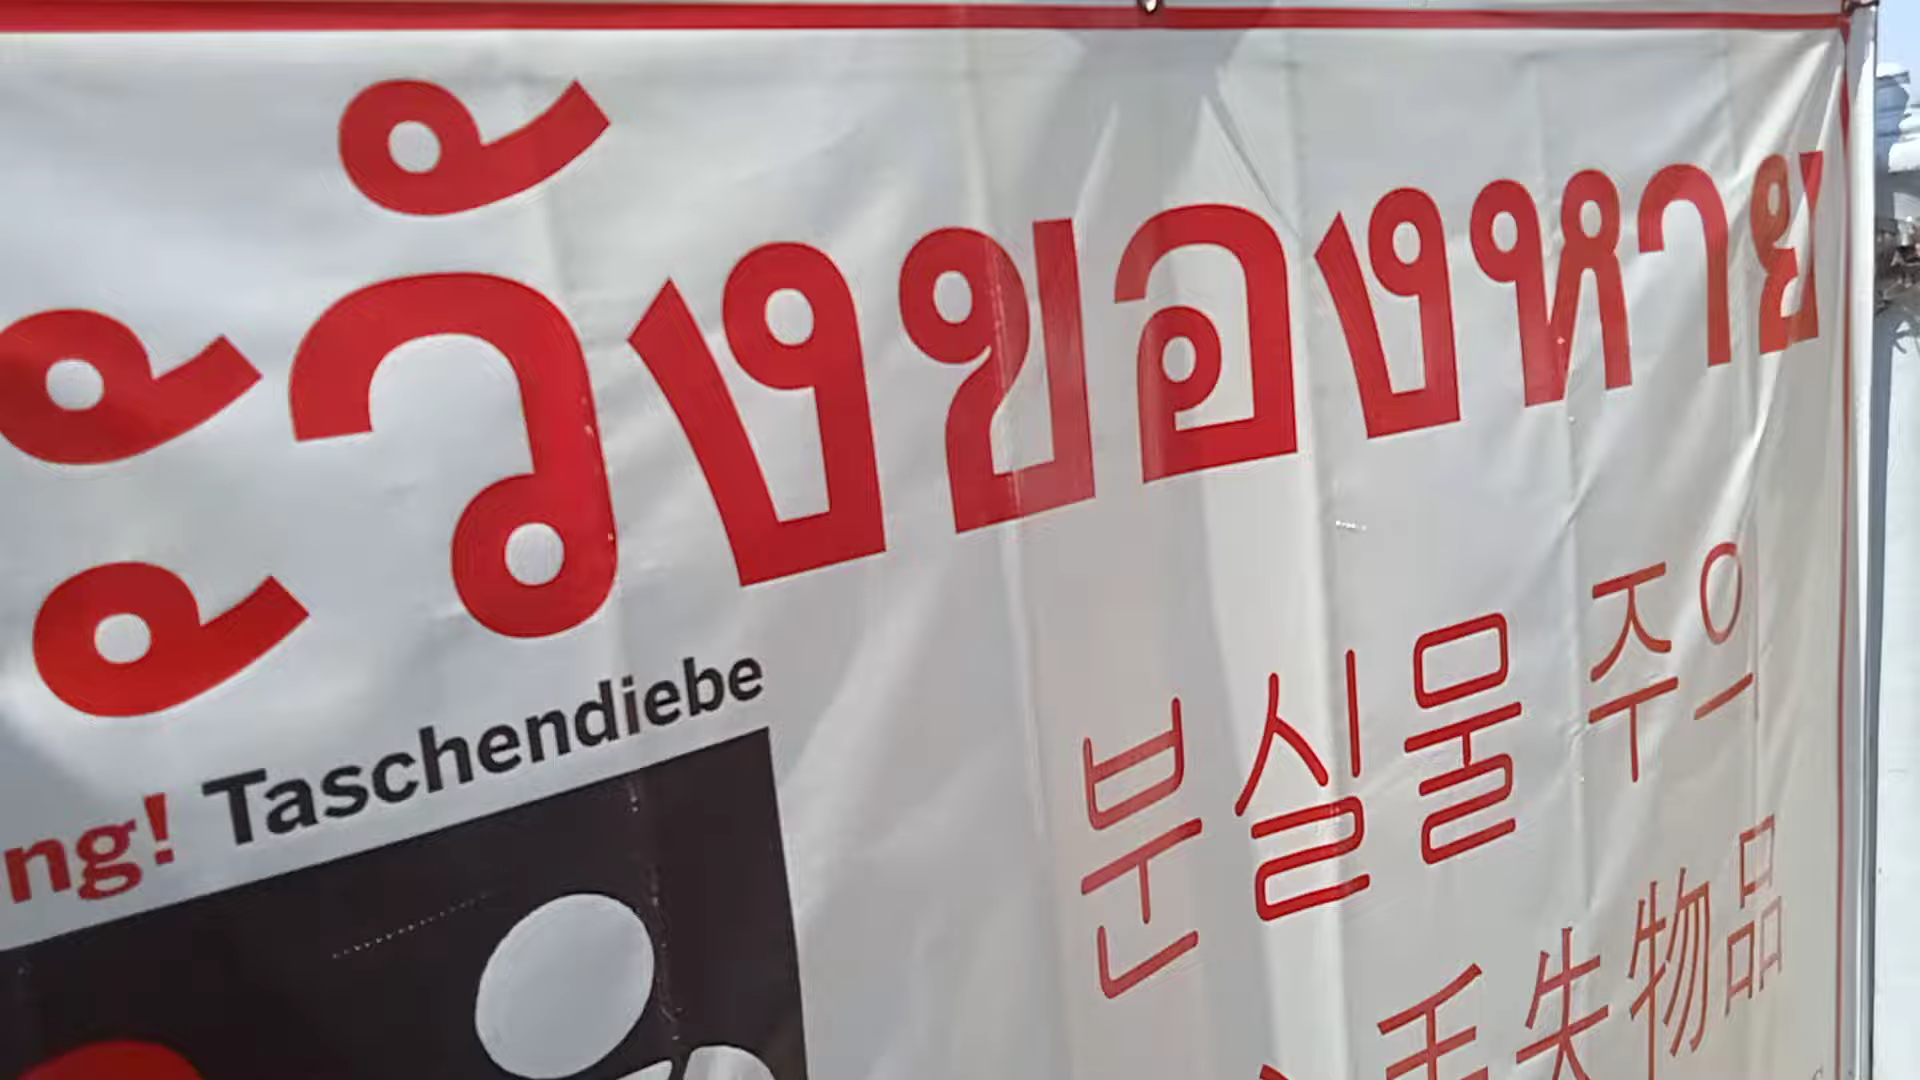 ะวังของหาย
ng! Taschendiebe
분실물 주의
失物品